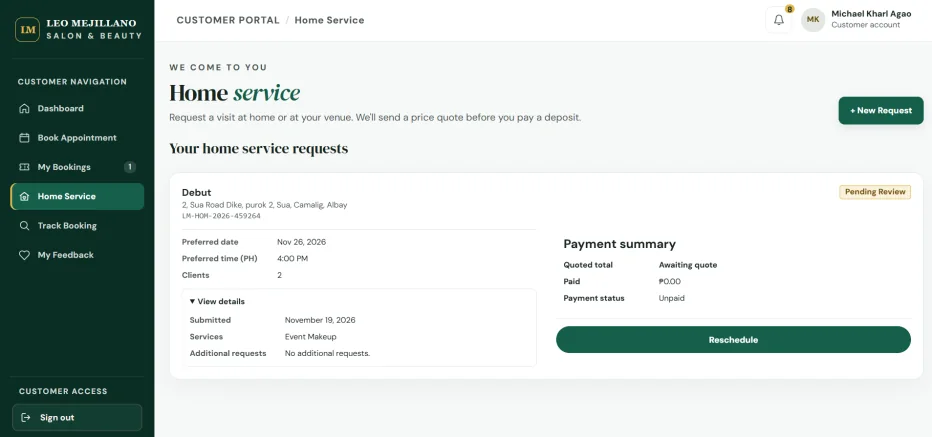 LM
LEO MEJILLANO
SALON & BEAUTY
CUSTOMER NAVIGATION
Dashboard
Book Appointment
My Bookings 1
Home Service
Track Booking
My Feedback
CUSTOMER ACCESS
Sign out
CUSTOMER PORTAL / Home Service
8
MK
Michael Kharl Agao
Customer account
WE COME TO YOU
Home service
Request a visit at home or at your venue. We'll send a price quote before you pay a deposit.
+ New Request
Your home service requests
Debut
Pending Review
2, Sua Road Dike, purok 2, Sua, Camalig, Albay
LM-HOM-2026-459264
Preferred date Nov 26, 2026
Preferred time (PH) 4:00 PM
Clients 2
▼ View details
Submitted November 19, 2026
Services Event Makeup
Additional requests No additional requests.
Payment summary
Quoted total Awaiting quote
Paid ₱0.00
Payment status Unpaid
Reschedule